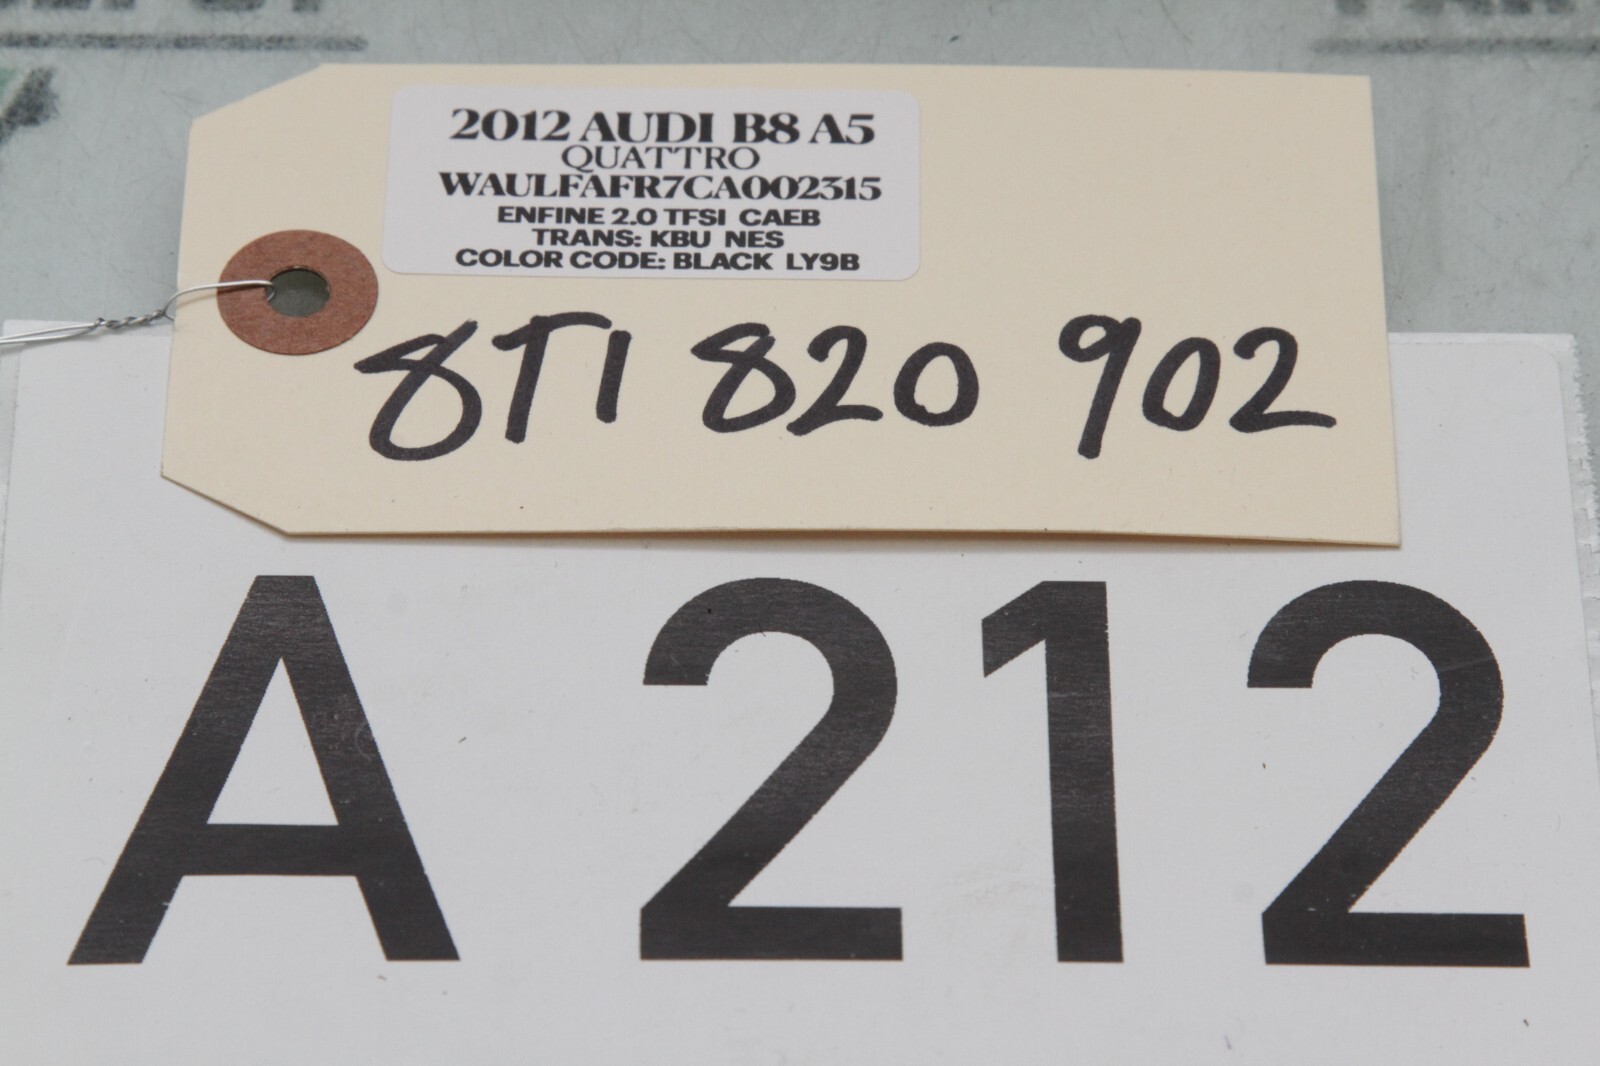 2012 AUDI B8 A5
QUATTRO
WAULFAFR7CA002315
ENFINE 2.0 TFSI CAEB
TRANS: KBU NES
COLOR CODE: BLACK LY9B
8T1 820 902
A 212